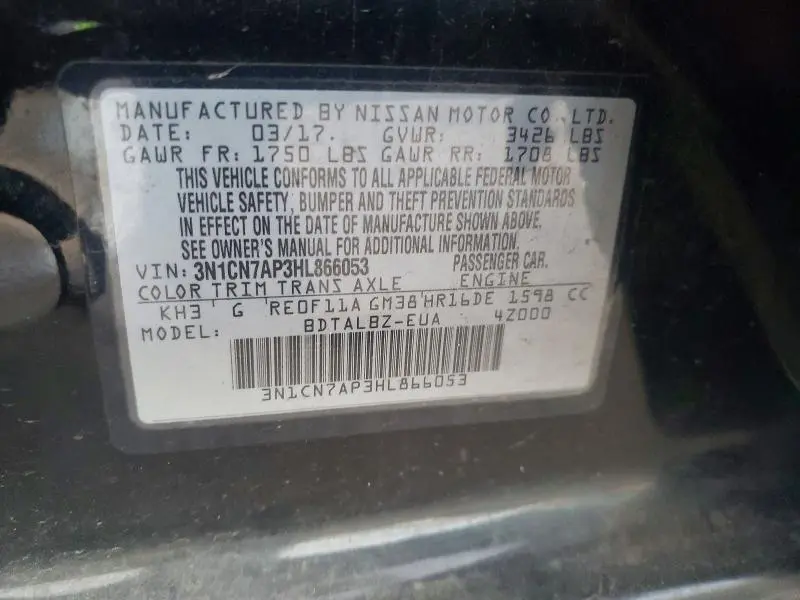 MANUFACTURED BY NISSAN MOTOR CO.,LTD.
DATE: 03/17. GVWR: 3426 LBS
GAWR FR: 1750 LBS GAWR RR: 1708 LBS
THIS VEHICLE CONFORMS TO ALL APPLICABLE FEDERAL MOTOR
VEHICLE SAFETY, BUMPER AND THEFT PREVENTION STANDARDS
IN EFFECT ON THE DATE OF MANUFACTURE SHOWN ABOVE.
SEE OWNER'S MANUAL FOR ADDITIONAL INFORMATION.
VIN: 3N1CN7AP3HL866053 PASSENGER CAR.
COLOR TRIM TRANS AXLE ENGINE
KH3 G RE0F11A GM38 HR16DE 1598 CC
MODEL: BDTALBZ-EUA 4Z000
3N1CN7AP3HL866053